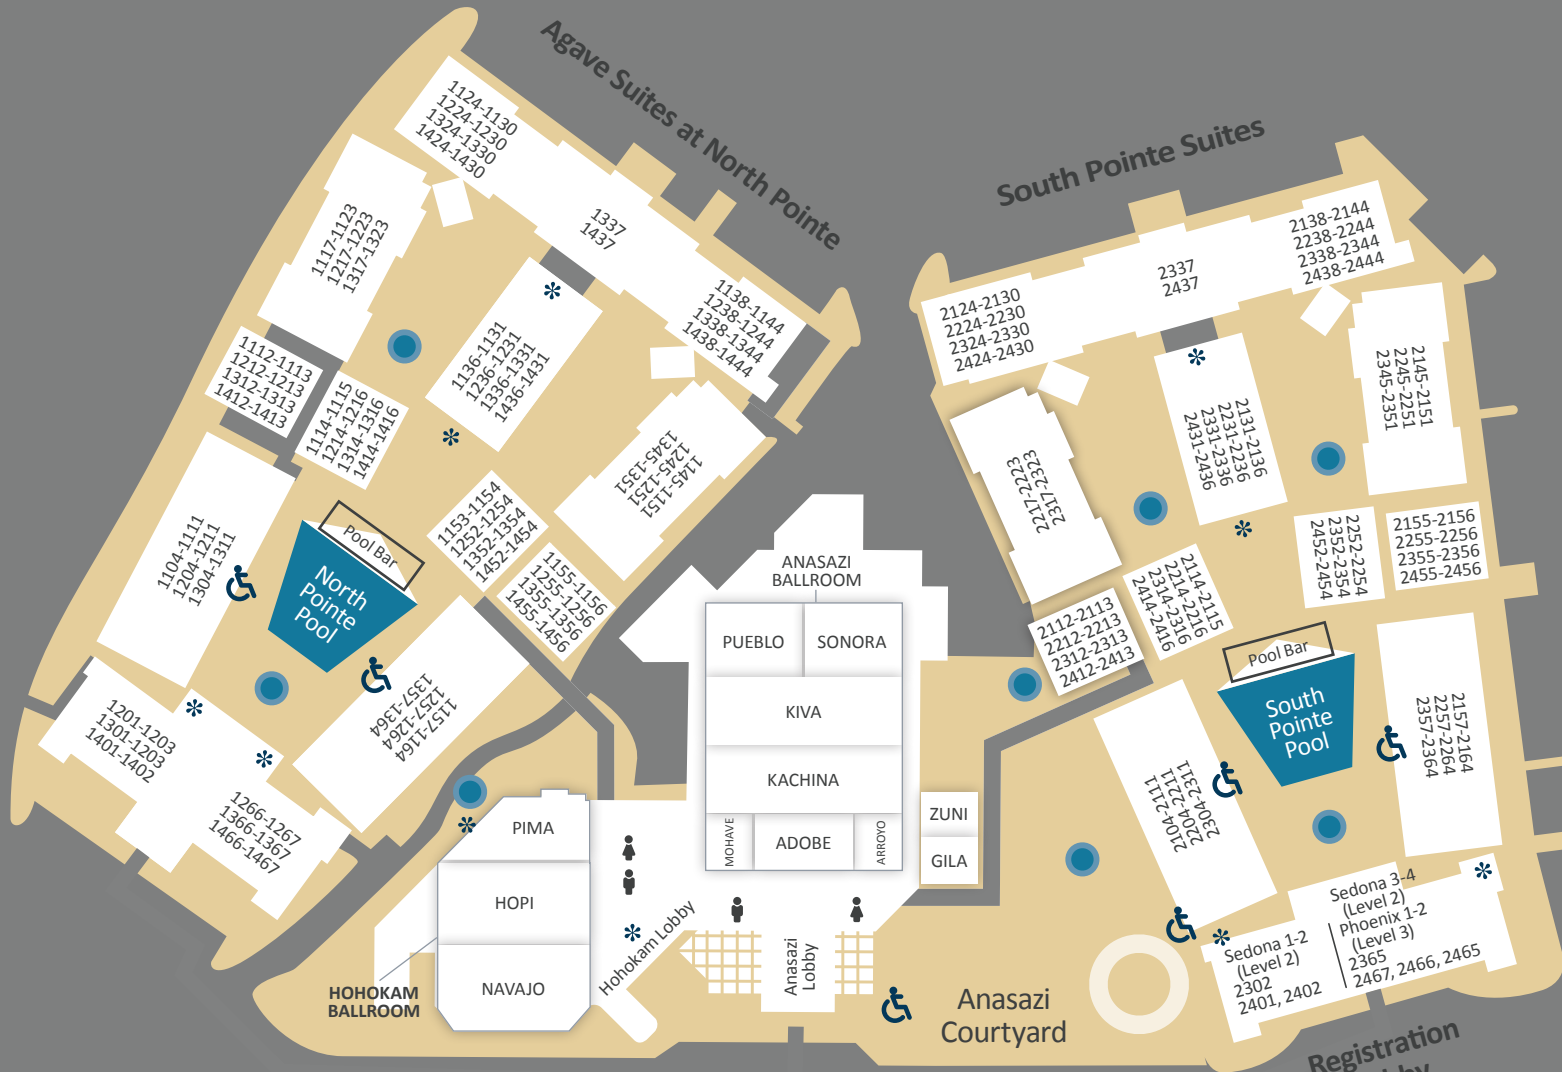 Agave Suites at North Pointe
South Pointe Suites
1124-1130
1224-1230
1324-1330
1424-1430
1117-1123
1217-1223
1317-1323
1337
1437
1138-1144
1238-1244
1338-1344
1438-1444
1112-1113
1212-1213
1312-1313
1412-1413
1114-1115
1214-1216
1314-1316
1414-1416
1136-1131
1236-1231
1336-1331
1436-1431
1145-1151
1245-1251
1345-1351
1104-1111
1204-1211
1304-1311
Pool Bar
North
Pointe
Pool
1153-1154
1252-1254
1352-1354
1452-1454
1155-1156
1255-1256
1355-1356
1455-1456
1157-1164
1257-1264
1357-1364
1201-1203
1301-1203
1401-1402
1266-1267
1366-1367
1466-1467
2124-2130
2224-2230
2324-2330
2424-2430
2337
2437
2138-2144
2238-2244
2338-2344
2438-2444
2145-2151
2245-2251
2345-2351
2131-2136
2231-2236
2331-2336
2431-2436
2317-2323
2217-2223
2112-2113
2212-2213
2312-2313
2412-2413
2114-2115
2214-2216
2314-2316
2414-2416
2252-2254
2352-2354
2452-2454
2155-2156
2255-2256
2355-2356
2455-2456
Pool Bar
South
Pointe
Pool
2157-2164
2257-2264
2357-2364
2304-2311
2204-2211
2104-2111
Sedona 1-2
(Level 2)
2302
2401, 2402
Sedona 3-4
(Level 2)
Phoenix 1-2
(Level 3)
2365
2467, 2466, 2465
ANASAZI
BALLROOM
PUEBLO
SONORA
KIVA
KACHINA
MOHAVE
ADOBE
ARROYO
ZUNI
GILA
PIMA
HOPI
NAVAJO
HOHOKAM
BALLROOM
Hohokam Lobby
Anasazi
Lobby
Anasazi
Courtyard
Registration